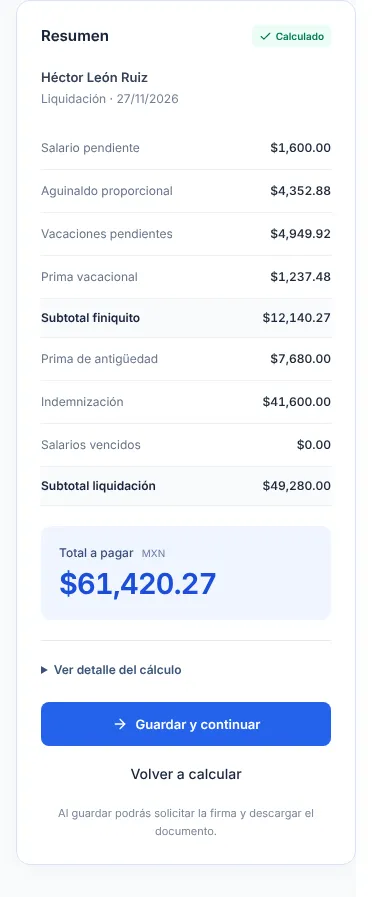 Resumen
Calculado
Héctor León Ruiz
Liquidación · 27/11/2026
Salario pendiente $1,600.00
Aguinaldo proporcional $4,352.88
Vacaciones pendientes $4,949.92
Prima vacacional $1,237.48
Subtotal finiquito $12,140.27
Prima de antigüedad $7,680.00
Indemnización $41,600.00
Salarios vencidos $0.00
Subtotal liquidación $49,280.00
Total a pagar MXN
$61,420.27
Ver detalle del cálculo
Guardar y continuar
Volver a calcular
Al guardar podrás solicitar la firma y descargar el
documento.